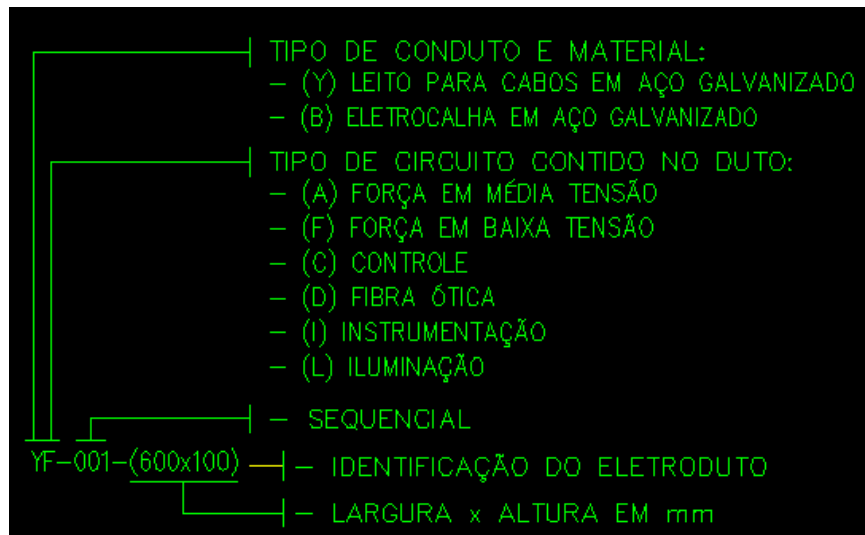 TIPO DE CONDUTO E MATERIAL:
– (Y) LEITO PARA CABOS EM AÇO GALVANIZADO
– (B) ELETROCALHA EM AÇO GALVANIZADO
TIPO DE CIRCUITO CONTIDO NO DUTO:
– (A) FORÇA EM MÉDIA TENSÃO
– (F) FORÇA EM BAIXA TENSÃO
– (C) CONTROLE
– (D) FIBRA ÓTICA
– (I) INSTRUMENTAÇÃO
– (L) ILUMINAÇÃO
– SEQUENCIAL
YF–001–(600x100) – IDENTIFICAÇÃO DO ELETRODUTO
– LARGURA x ALTURA EM mm